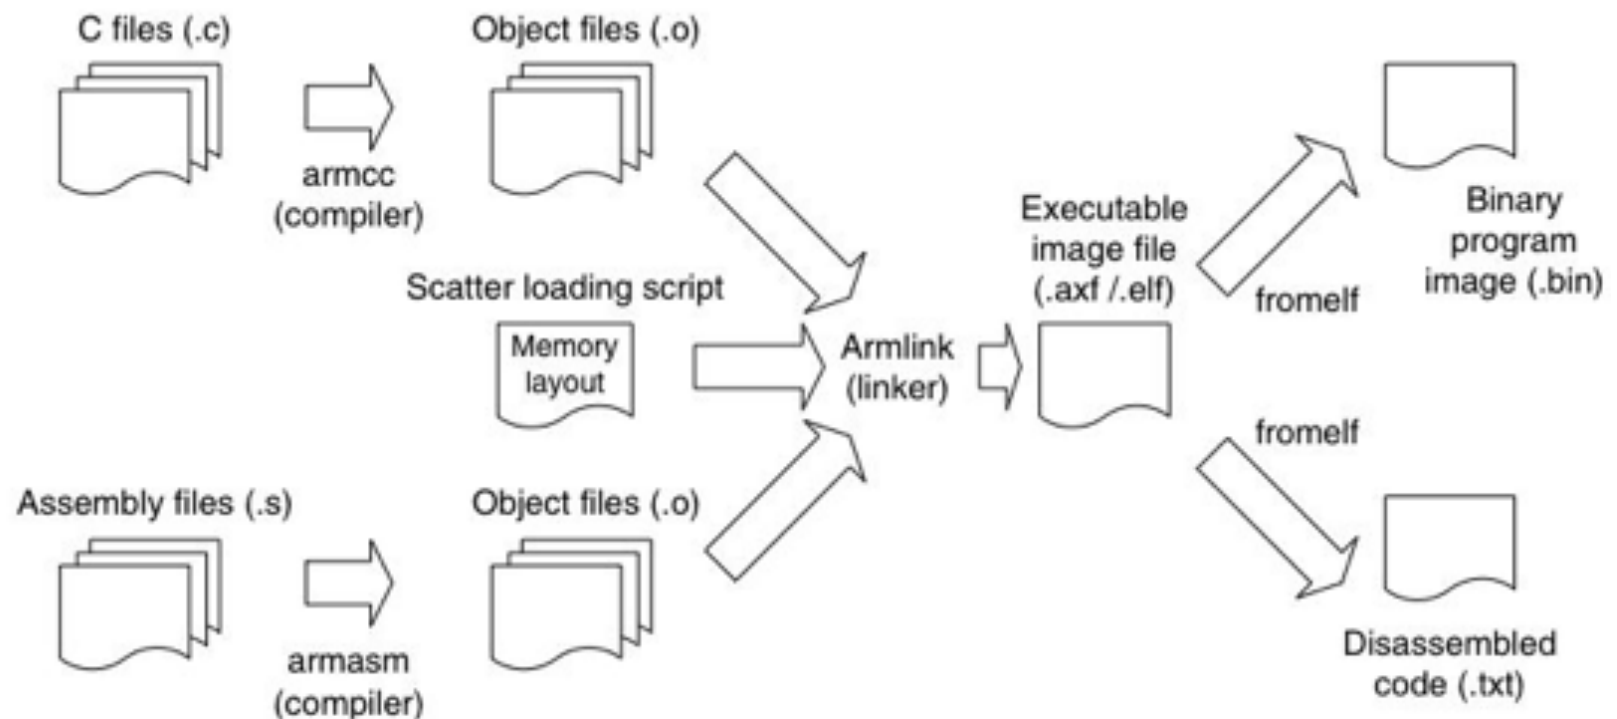 C files (.c)
Object files (.o)
armcc
(compiler)
Scatter loading script
Memory
layout
Armlink
(linker)
Executable
image file
(.axf /.elf)
fromelf
Binary
program
image (.bin)
fromelf
Assembly files (.s)
Object files (.o)
armasm
(compiler)
Disassembled
code (.txt)